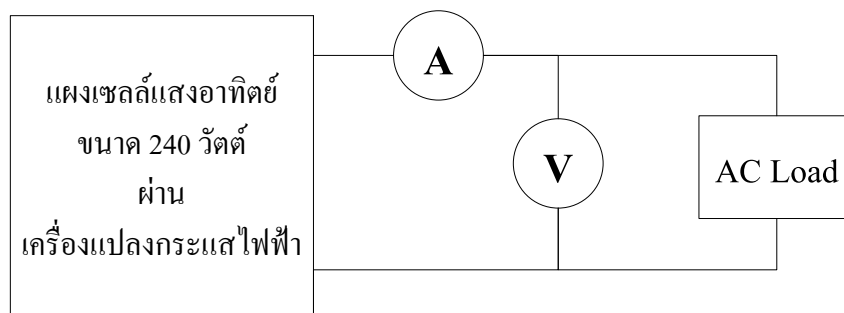 แผงเซลล์แสงอาทิตย์
ขนาด 240 วัตต์
ผ่าน
เครื่องแปลงกระแสไฟฟ้า
A
V
AC Load